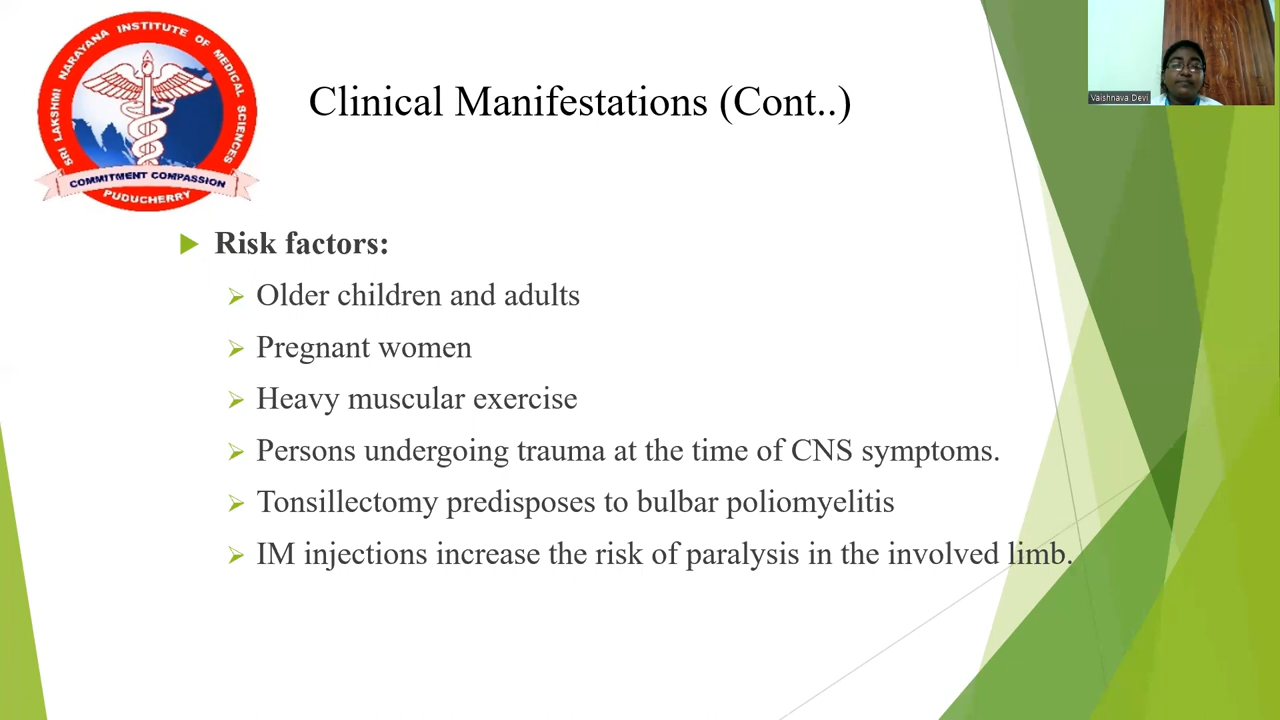 SRI LAKSHMI NARAYANA INSTITUTE OF MEDICAL SCIENCES
COMMITMENT COMPASSION
PUDUCHERRY
Clinical Manifestations (Cont..)
Vaishnava Devi
Risk factors:
Older children and adults
Pregnant women
Heavy muscular exercise
Persons undergoing trauma at the time of CNS symptoms.
Tonsillectomy predisposes to bulbar poliomyelitis
IM injections increase the risk of paralysis in the involved limb.